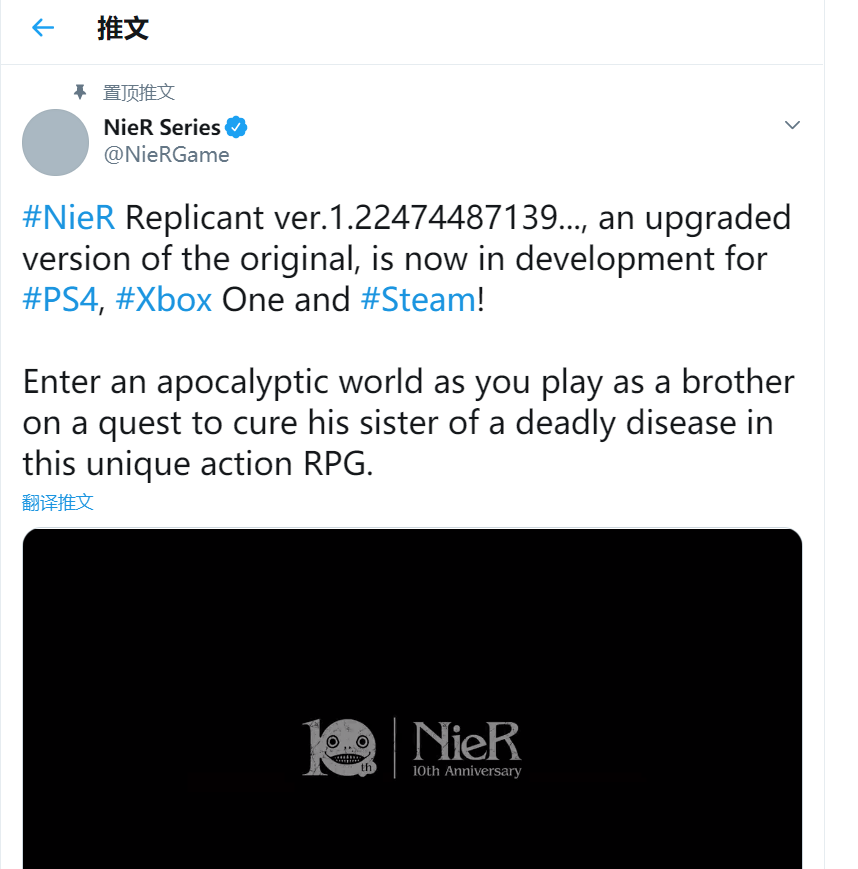 推文
置顶推文
NieR Series
@NieRGame
#NieR Replicant ver.1.22474487139..., an upgraded
version of the original, is now in development for
#PS4, #Xbox One and #Steam!
Enter an apocalyptic world as you play as a brother
on a quest to cure his sister of a deadly disease in
this unique action RPG.
翻译推文
10th | NieR
10th Anniversary